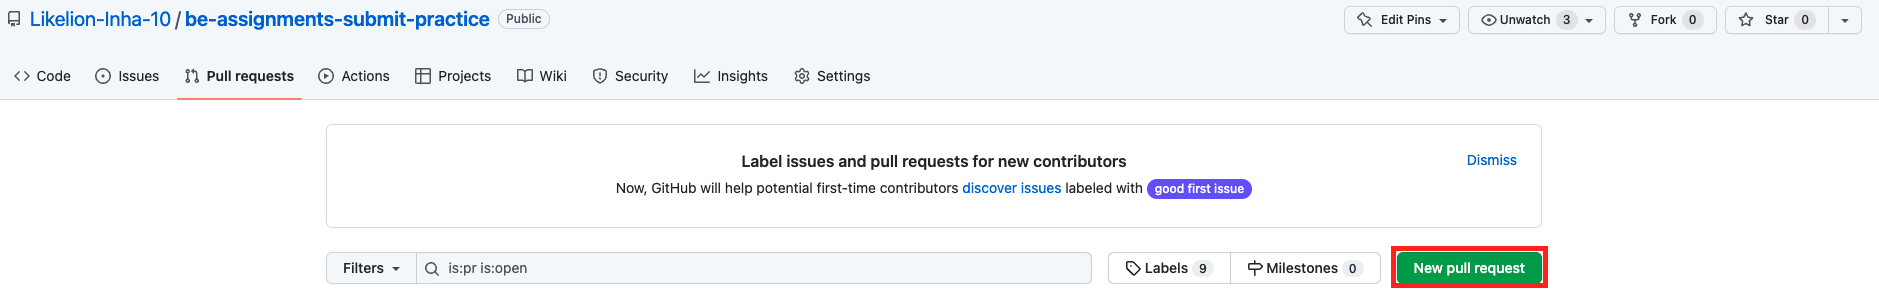 Likelion-Inha-10 / be-assignments-submit-practice Public Edit Pins Unwatch 3 Fork 0 Star 0
Code Issues Pull requests Actions Projects Wiki Security Insights Settings
Label issues and pull requests for new contributors Dismiss
Now, GitHub will help potential first-time contributors discover issues labeled with good first issue
Filters is:pr is:open Labels 9 Milestones 0 New pull request